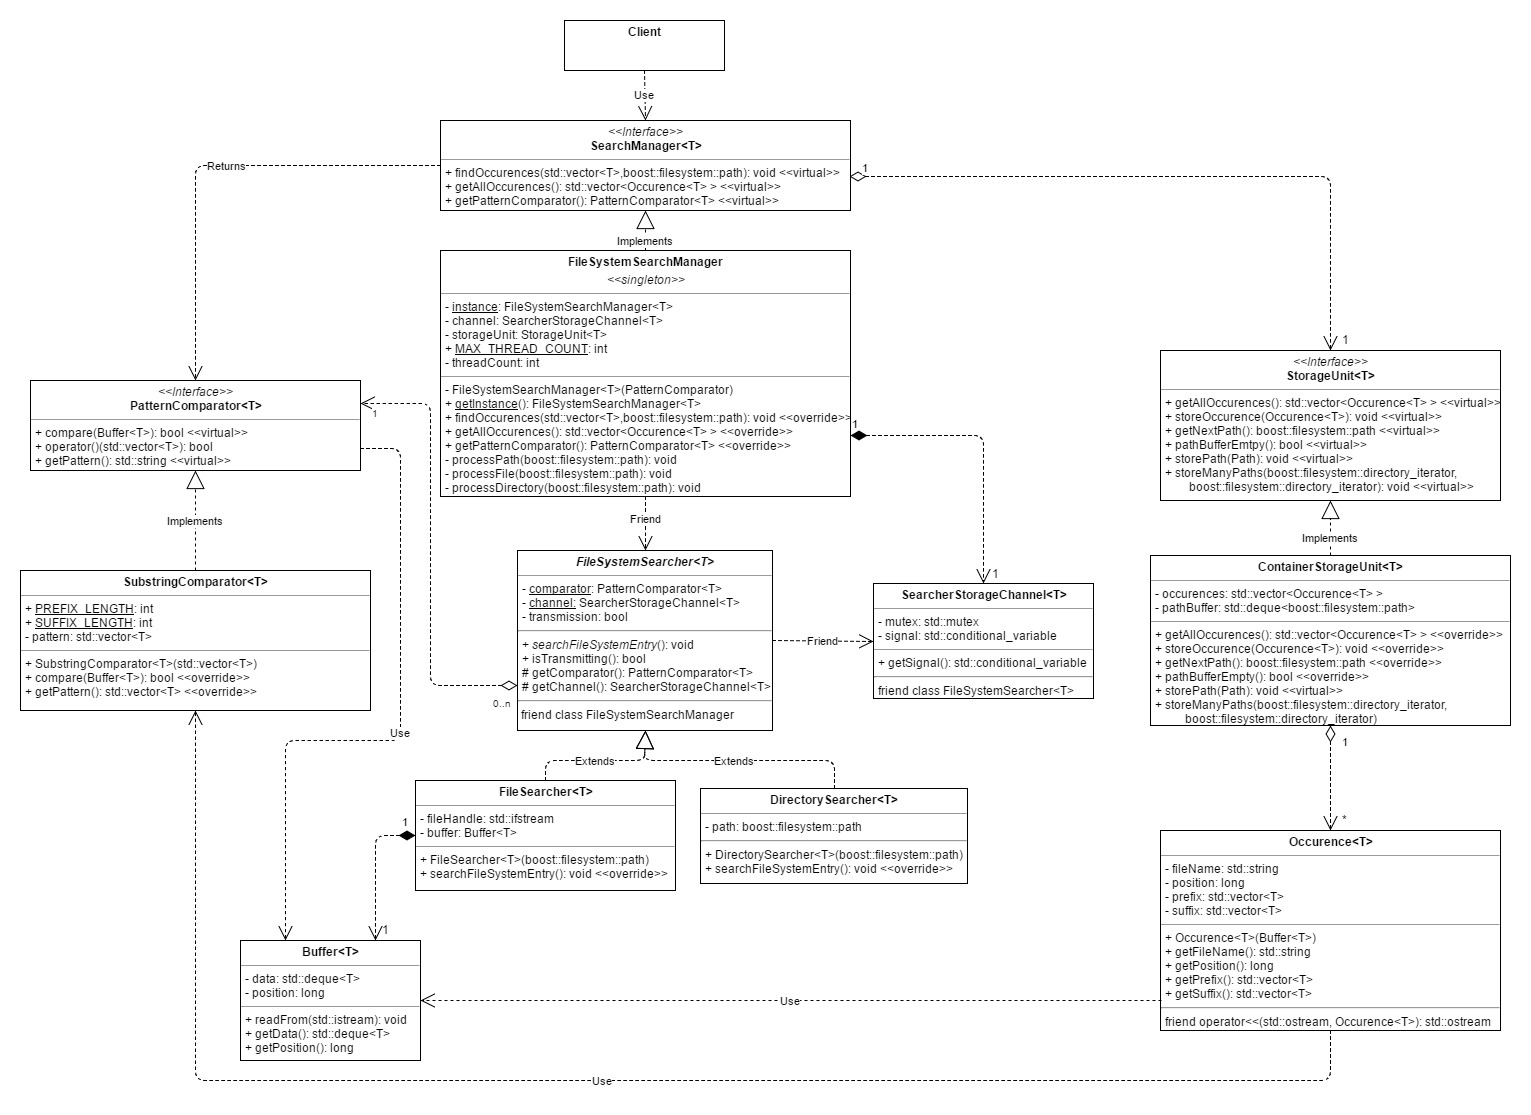 Client
Use
<<Interface>>
SearchManager<T>
+ findOccurences(std::vector<T>,boost::filesystem::path): void <<virtual>>
+ getAllOccurences(): std::vector<Occurence<T> > <<virtual>>
+ getPatternComparator(): PatternComparator<T> <<virtual>>
Returns
1
1
Implements
FileSystemSearchManager
<<singleton>>
- instance: FileSystemSearchManager<T>
- channel: SearcherStorageChannel<T>
- storageUnit: StorageUnit<T>
+ MAX_THREAD_COUNT: int
- threadCount: int
- FileSystemSearchManager<T>(PatternComparator)
+ getInstance(): FileSystemSearchManager<T>
+ findOccurences(std::vector<T>,boost::filesystem::path): void <<override>>
+ getAllOccurences(): std::vector<Occurence<T> > <<override>>
+ getPatternComparator(): PatternComparator<T> <<override>>
- processPath(boost::filesystem::path): void
- processFile(boost::filesystem::path): void
- processDirectory(boost::filesystem::path): void
1
1
<<Interface>>
PatternComparator<T>
+ compare(Buffer<T>): bool <<virtual>>
+ operator()(std::vector<T>): bool
+ getPattern(): std::string <<virtual>>
1
Implements
SubstringComparator<T>
+ PREFIX_LENGTH: int
+ SUFFIX_LENGTH: int
- pattern: std::vector<T>
+ SubstringComparator<T>(std::vector<T>)
+ compare(Buffer<T>): bool <<override>>
+ getPattern(): std::vector<T> <<override>>
Use
<<Interface>>
StorageUnit<T>
+ getAllOccurences(): std::vector<Occurence<T> > <<virtual>>
+ storeOccurence(Occurence<T>): void <<virtual>>
+ getNextPath(): boost::filesystem::path <<virtual>>
+ pathBufferEmtpy(): bool <<virtual>>
+ storePath(Path): void <<virtual>>
+ storeManyPaths(boost::filesystem::directory_iterator,
boost::filesystem::directory_iterator): void <<virtual>>
Implements
ContainerStorageUnit<T>
- occurences: std::vector<Occurence<T> >
- pathBuffer: std::deque<boost::filesystem::path>
+ getAllOccurences(): std::vector<Occurence<T> > <<override>>
+ storeOccurence(Occurence<T>): void <<override>>
+ getNextPath(): boost::filesystem::path <<override>>
+ pathBufferEmpty(): bool <<override>>
+ storePath(Path): void <<virtual>>
+ storeManyPaths(boost::filesystem::directory_iterator,
boost::filesystem::directory_iterator)
1
*
Friend
FileSystemSearcher<T>
- comparator: PatternComparator<T>
- channel: SearcherStorageChannel<T>
- transmission: bool
+ searchFileSystemEntry(): void
+ isTransmitting(): bool
# getComparator(): PatternComparator<T>
# getChannel(): SearcherStorageChannel<T>
friend class FileSystemSearchManager
0..n
Friend
SearcherStorageChannel<T>
- mutex: std::mutex
- signal: std::conditional_variable
+ getSignal(): std::conditional_variable
friend class FileSystemSearcher<T>
Extends
Extends
FileSearcher<T>
- fileHandle: std::ifstream
- buffer: Buffer<T>
+ FileSearcher<T>(boost::filesystem::path)
+ searchFileSystemEntry(): void <<override>>
1
1
DirectorySearcher<T>
- path: boost::filesystem::path
+ DirectorySearcher<T>(boost::filesystem::path)
+ searchFileSystemEntry(): void <<override>>
Occurence<T>
- fileName: std::string
- position: long
- prefix: std::vector<T>
- suffix: std::vector<T>
+ Occurence<T>(Buffer<T>)
+ getFileName(): std::string
+ getPosition(): long
+ getPrefix(): std::vector<T>
+ getSuffix(): std::vector<T>
friend operator<<(std::ostream, Occurence<T>): std::ostream
Buffer<T>
- data: std::deque<T>
- position: long
+ readFrom(std::istream): void
+ getData(): std::deque<T>
+ getPosition(): long
Use
Use